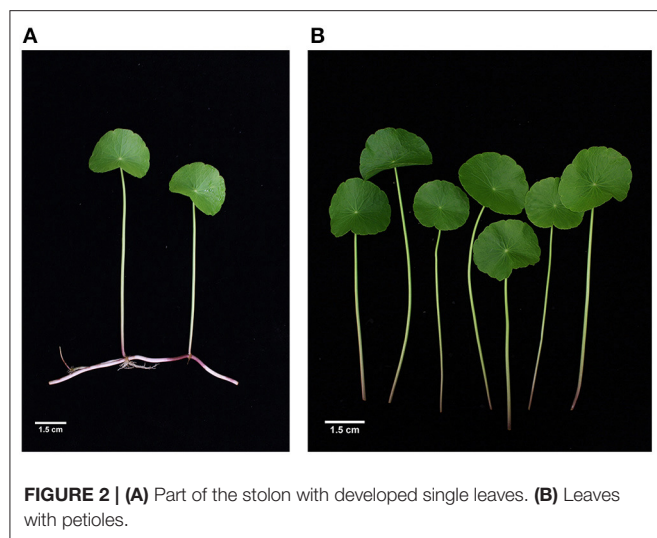 A
B
1.5 cm
1.5 cm
FIGURE 2 | (A) Part of the stolon with developed single leaves. (B) Leaves
with petioles.